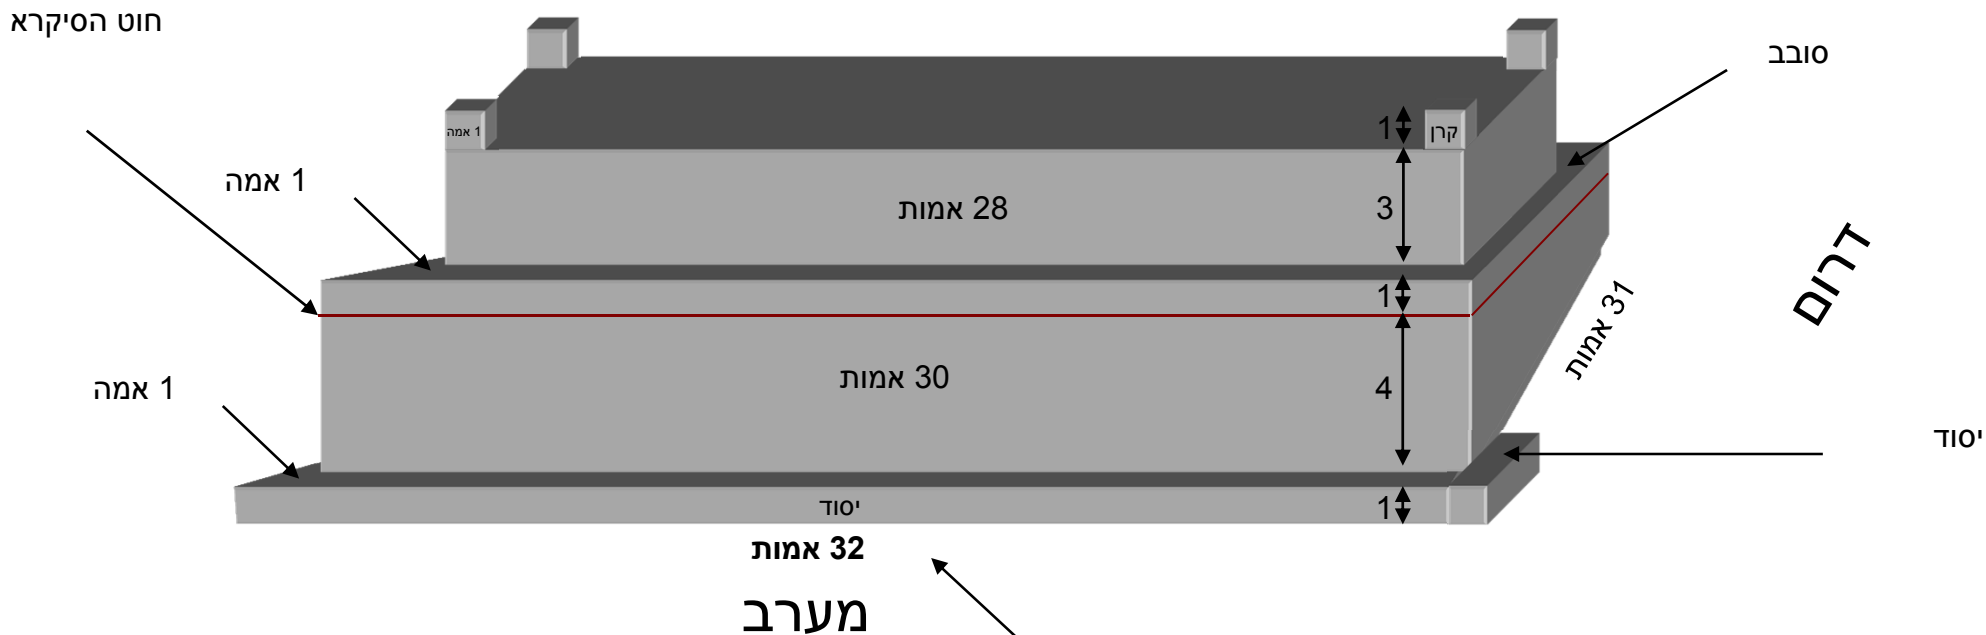 חוט הסיקרא
סובב
1 אמה
1
קרן
1 אמה
28 אמות
3
דרום
1
31 אמות
30 אמות
4
1 אמה
יסוד
יסוד
1
32 אמות
מערב